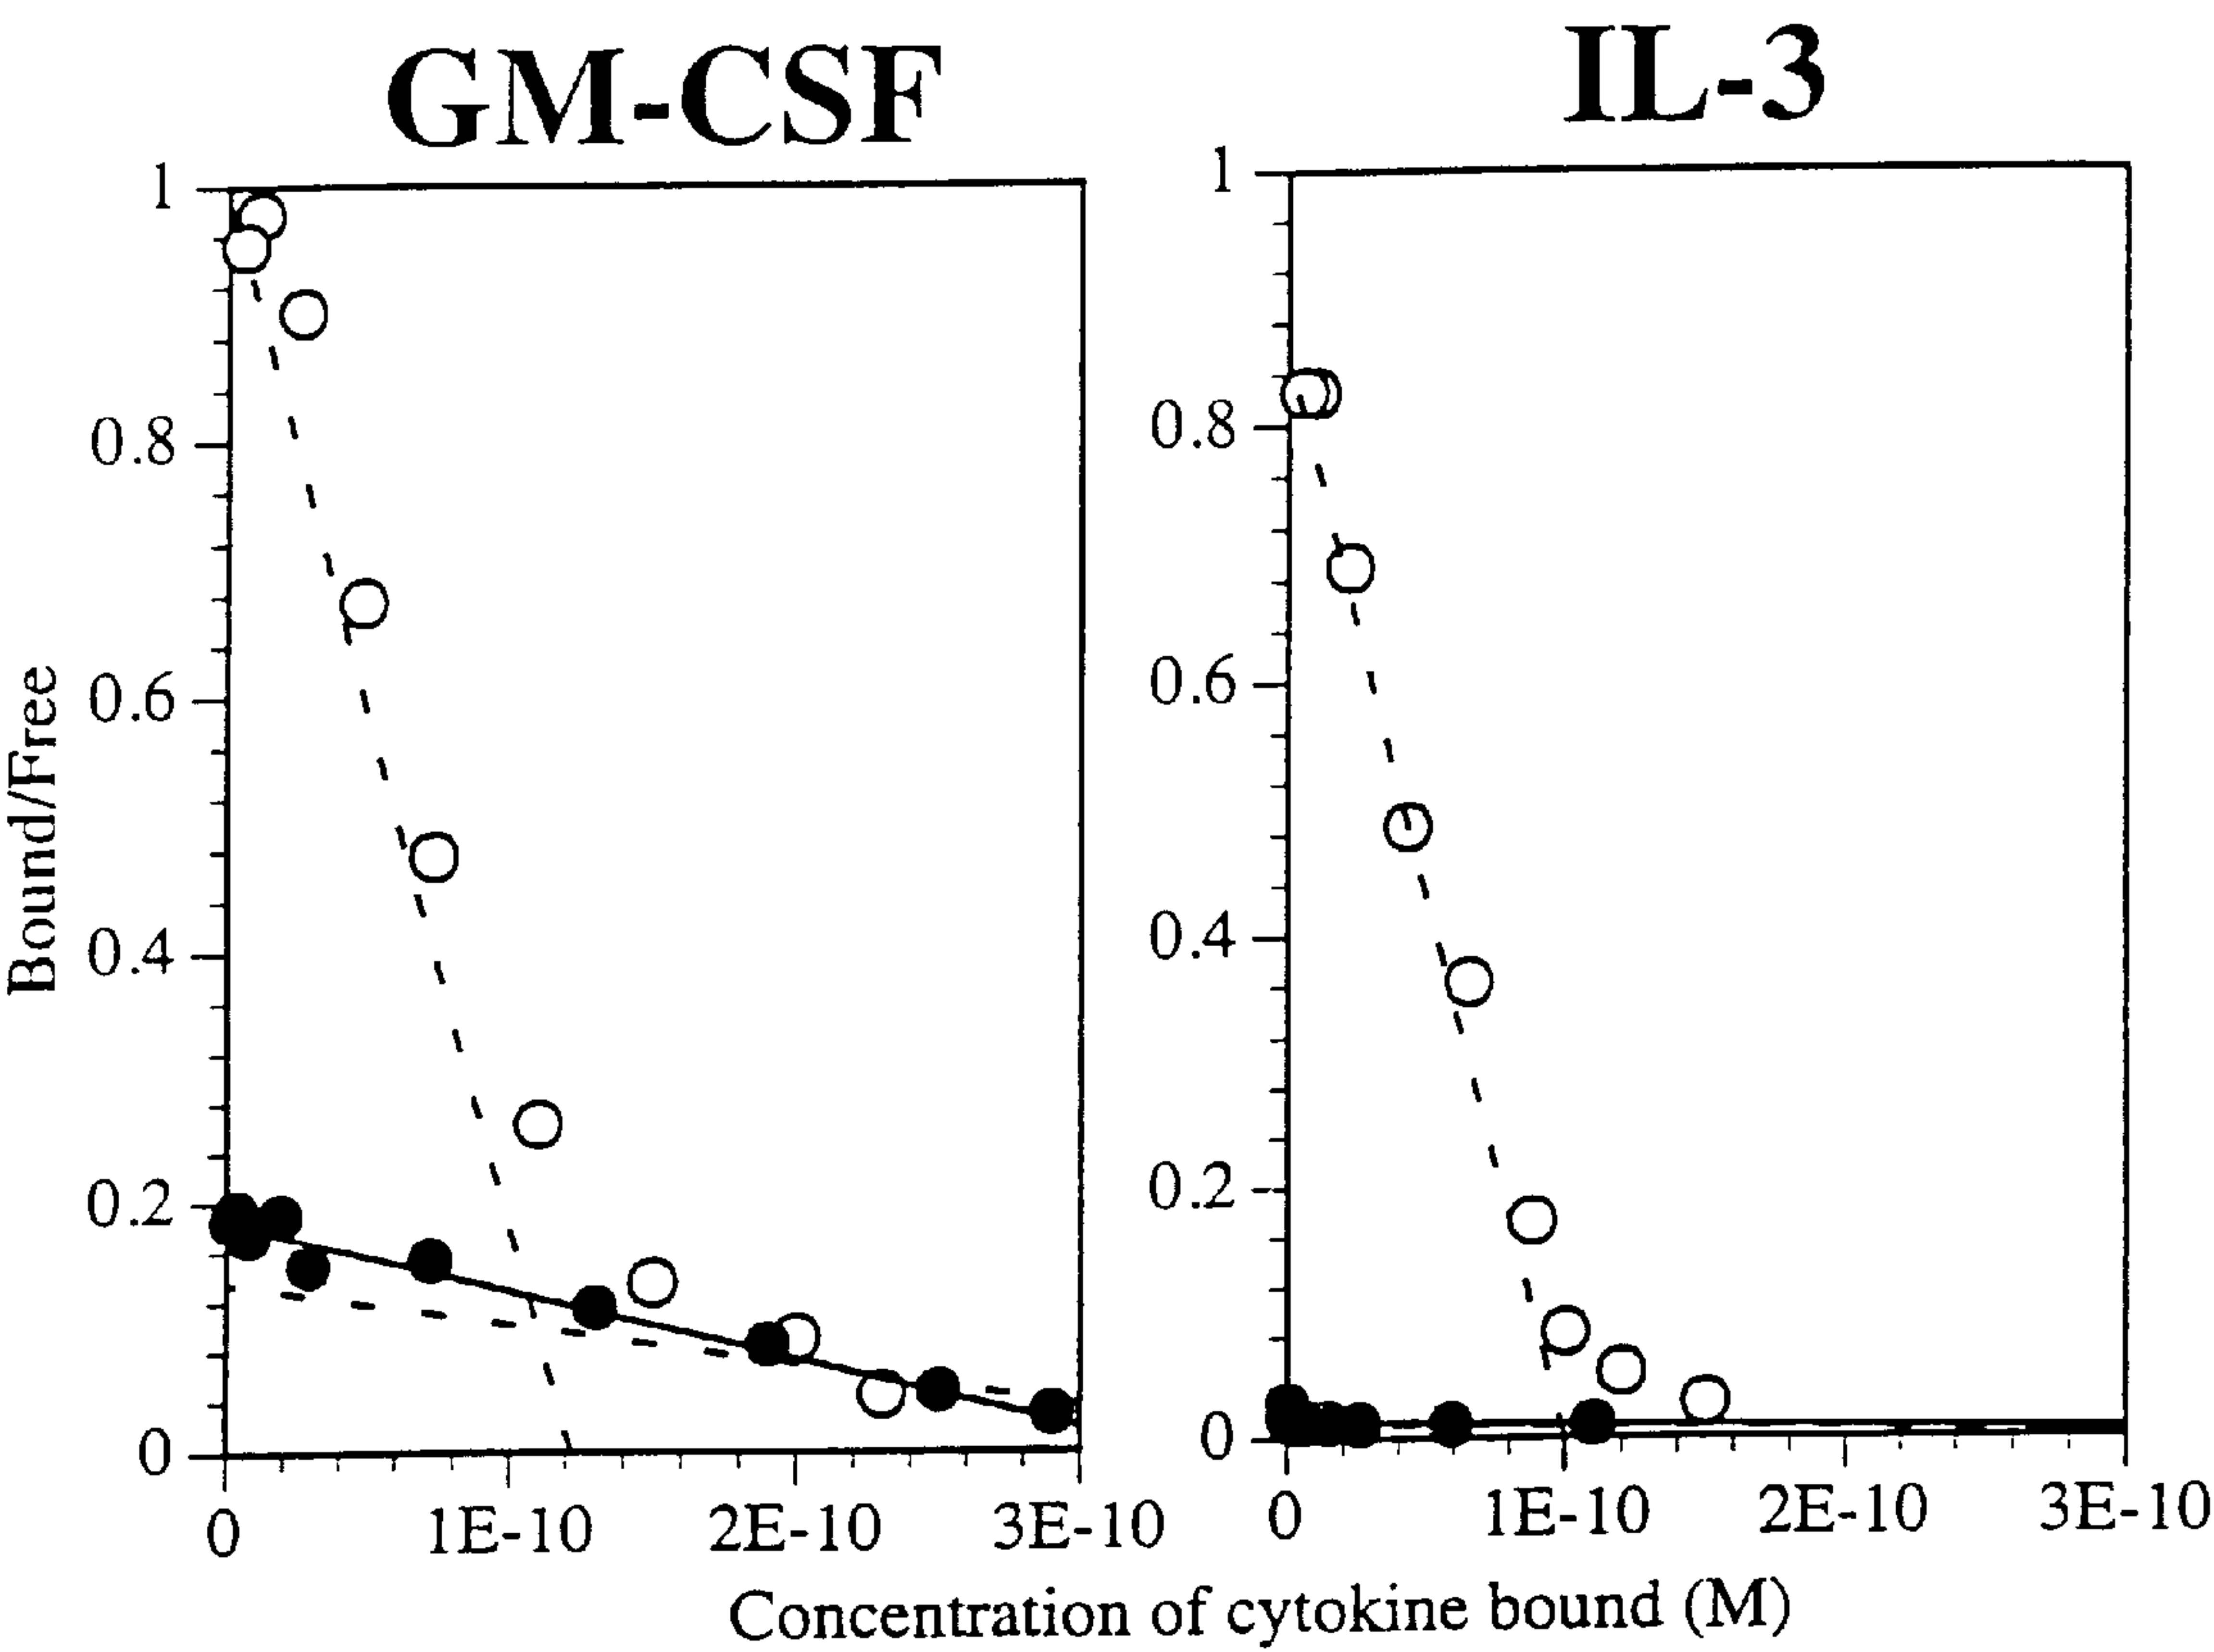 GM-CSF
IL-3
Bound/Free
1
0.8
0.6
0.4
0.2
0
0
1E-10
2E-10
3E-10
1
0.8
0.6
0.4
0.2
0
0
1E-10
2E-10
3E-10
Concentration of cytokine bound (M)